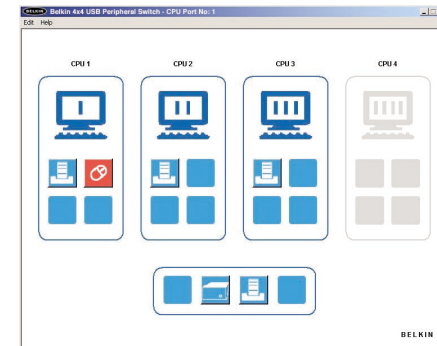 BELKIN Belkin 4x4 USB Peripheral Switch - CPU Port No: 1
Edit Help
CPU 1 CPU 2 CPU 3 CPU 4
BELKIN